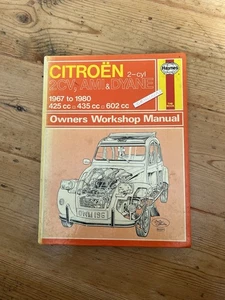 CITROËN 2-cyl
2CV, AMI & DYANE
1967 to 1980
425 cc □ 435 cc □ 602 cc
Haynes
Owners Workshop Manual